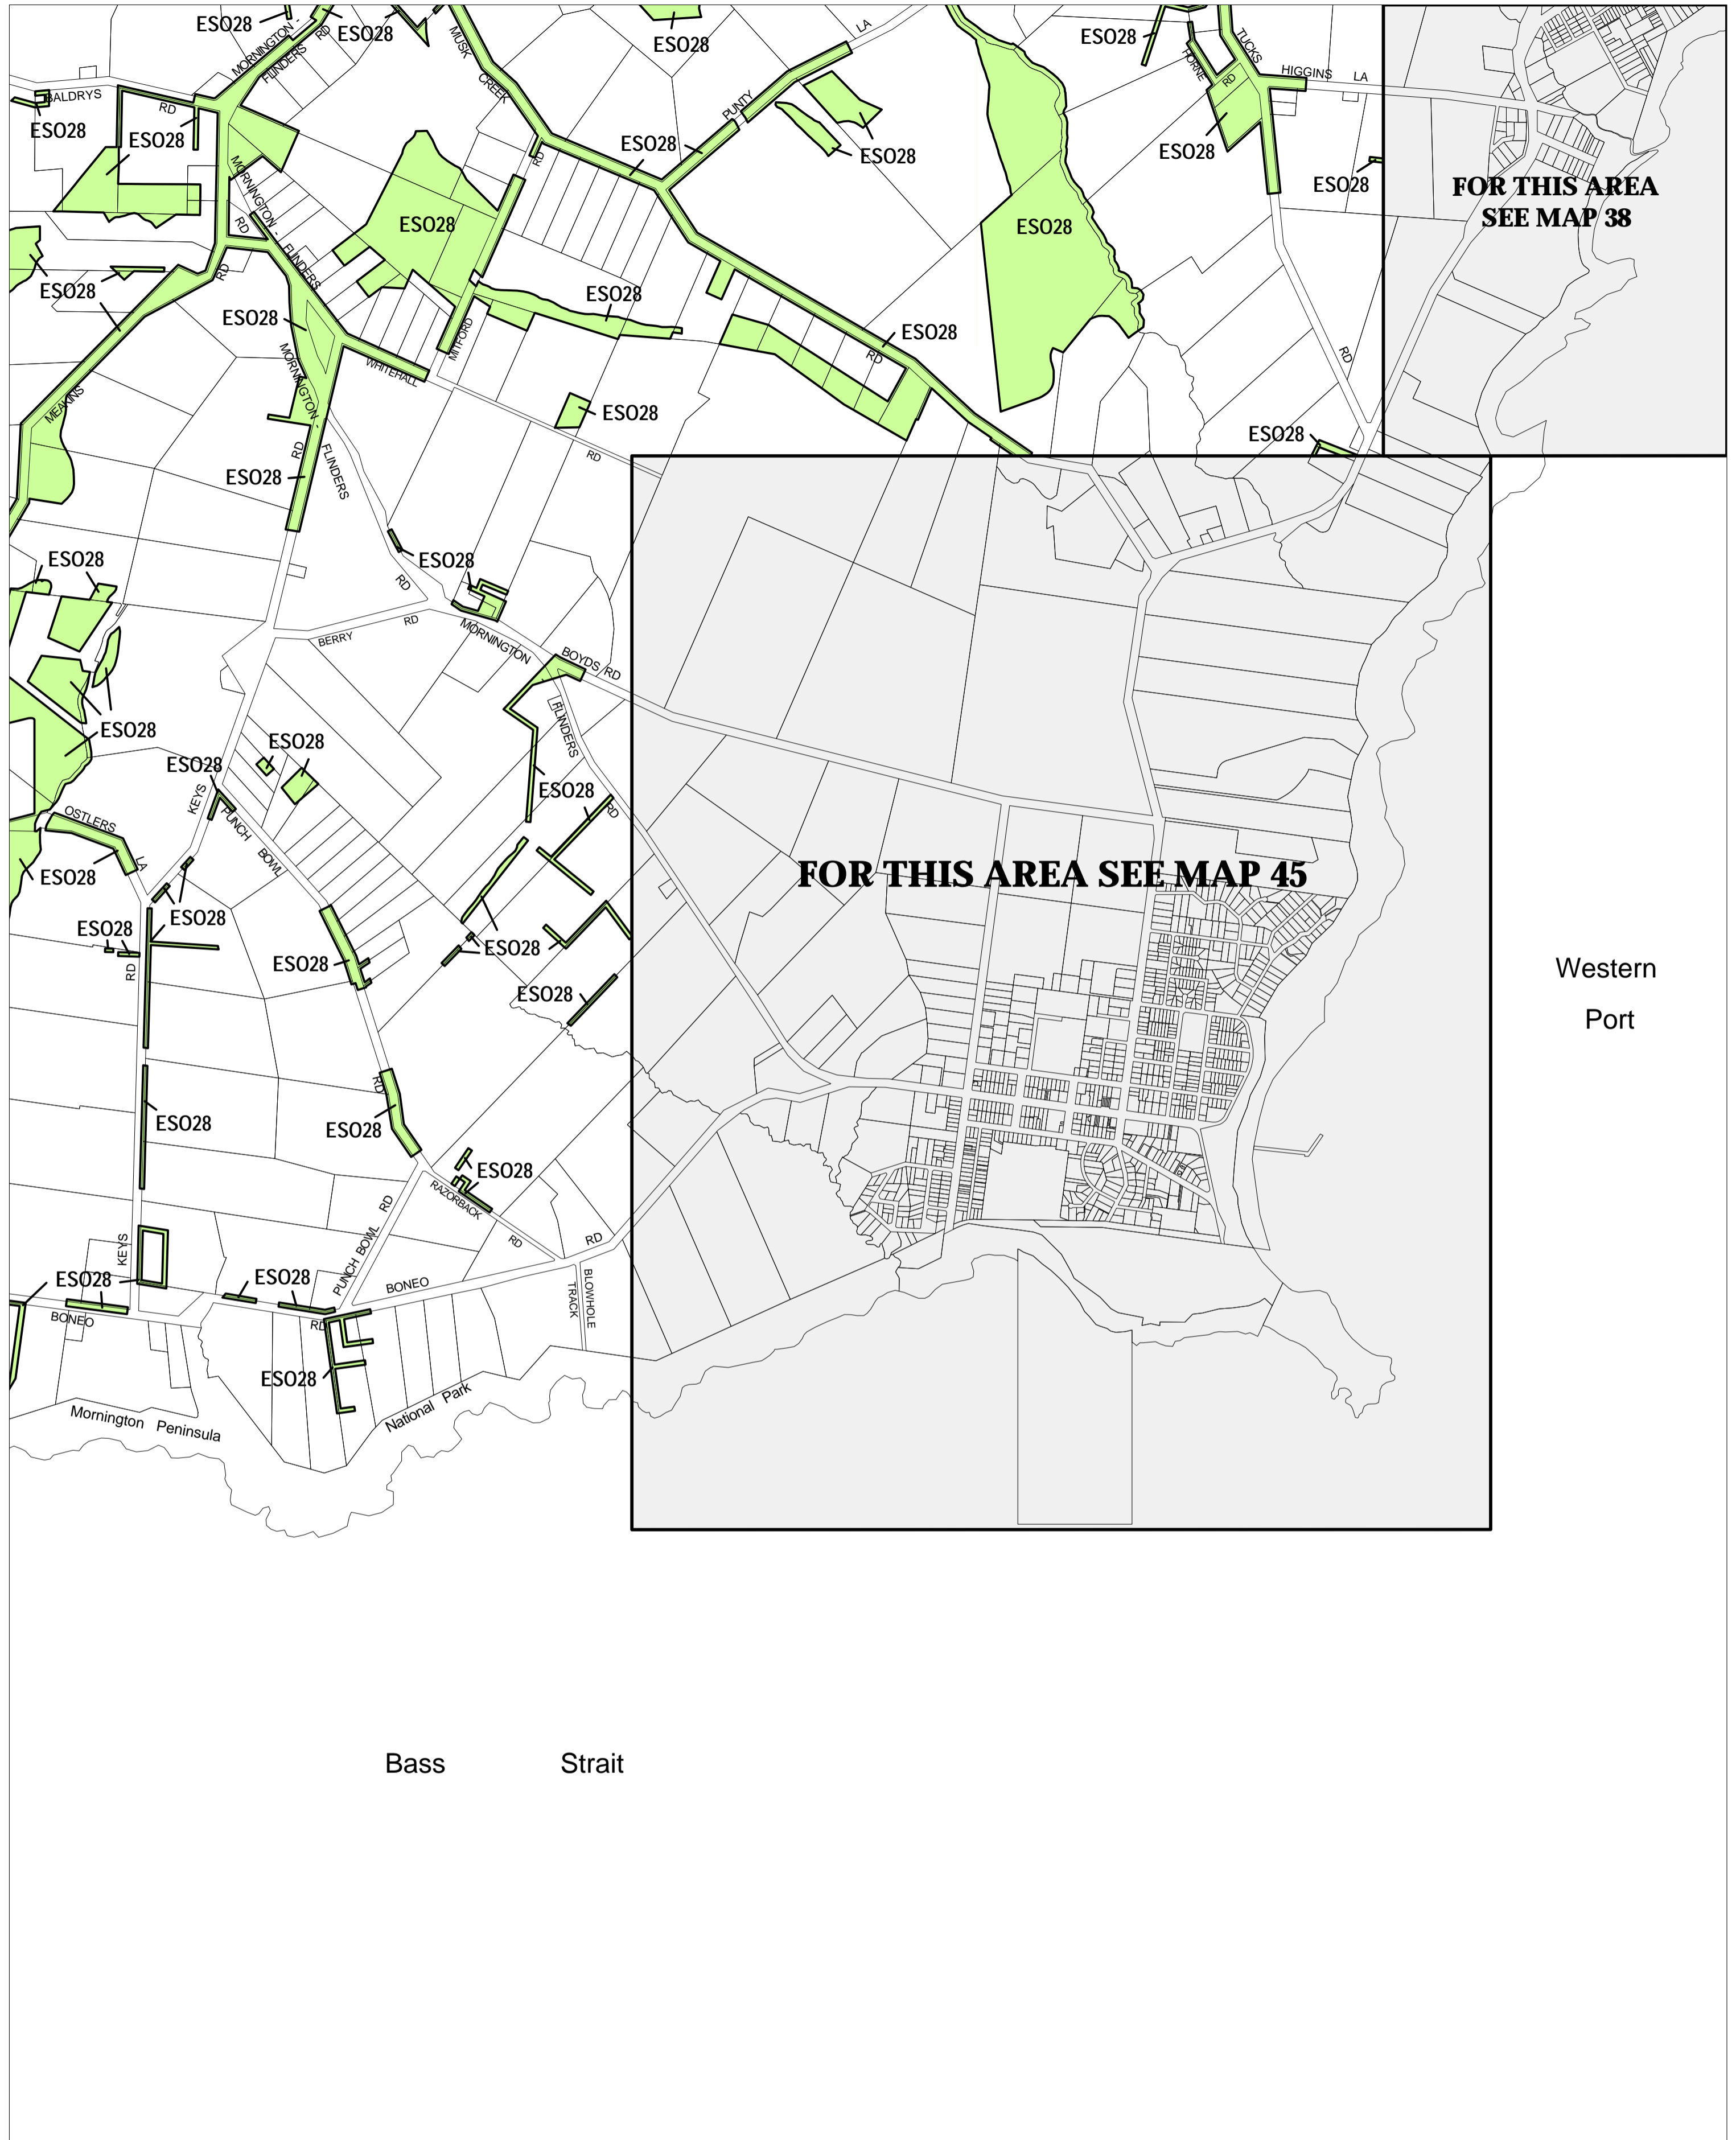 ESO28
MORNINGTON -
FLINDERS
RD
ESO28
MUSK
CREEK
ESO28
LA
PUNTY
ESO28
HORNE
RD
TUCKS
HIGGINS LA
BALDRYS
RD
ESO28
ESO28
ESO28
ESO28
ESO28
ESO28
FOR THIS AREA
SEE MAP 38
MORNINGTON -
FLINDERS
RD
RD
RD
ESO28
ESO28
ESO28
ESO28
ESO28
MITFORD
RD
ESO28
RD
RD
MORNINGTON -
FLINDERS
WHITEHALL
RD
MEAKINS
ESO28
ESO28
ESO28
RD
ESO28
RD
ESO28
BERRY
RD
MORNINGTON
BOYDS RD
FLINDERS
RD
ESO28
ESO28
ESO28
KEYS
PUNCH
BOWL
ESO28
OSTLERS
LA
ESO28
FOR THIS AREA SEE MAP 45
ESO28
ESO28
RD
ESO28
ESO28
ESO28
Western
Port
RD
ESO28
ESO28
ESO28
RAZORBACK
RD
PUNCH BOWL
RD
KEYS
ESO28
ESO28
BONEO
RD
BLOWHOLE
TRACK
BONEO
RD
ESO28
Mornington Peninsula
National Park
Bass Strait